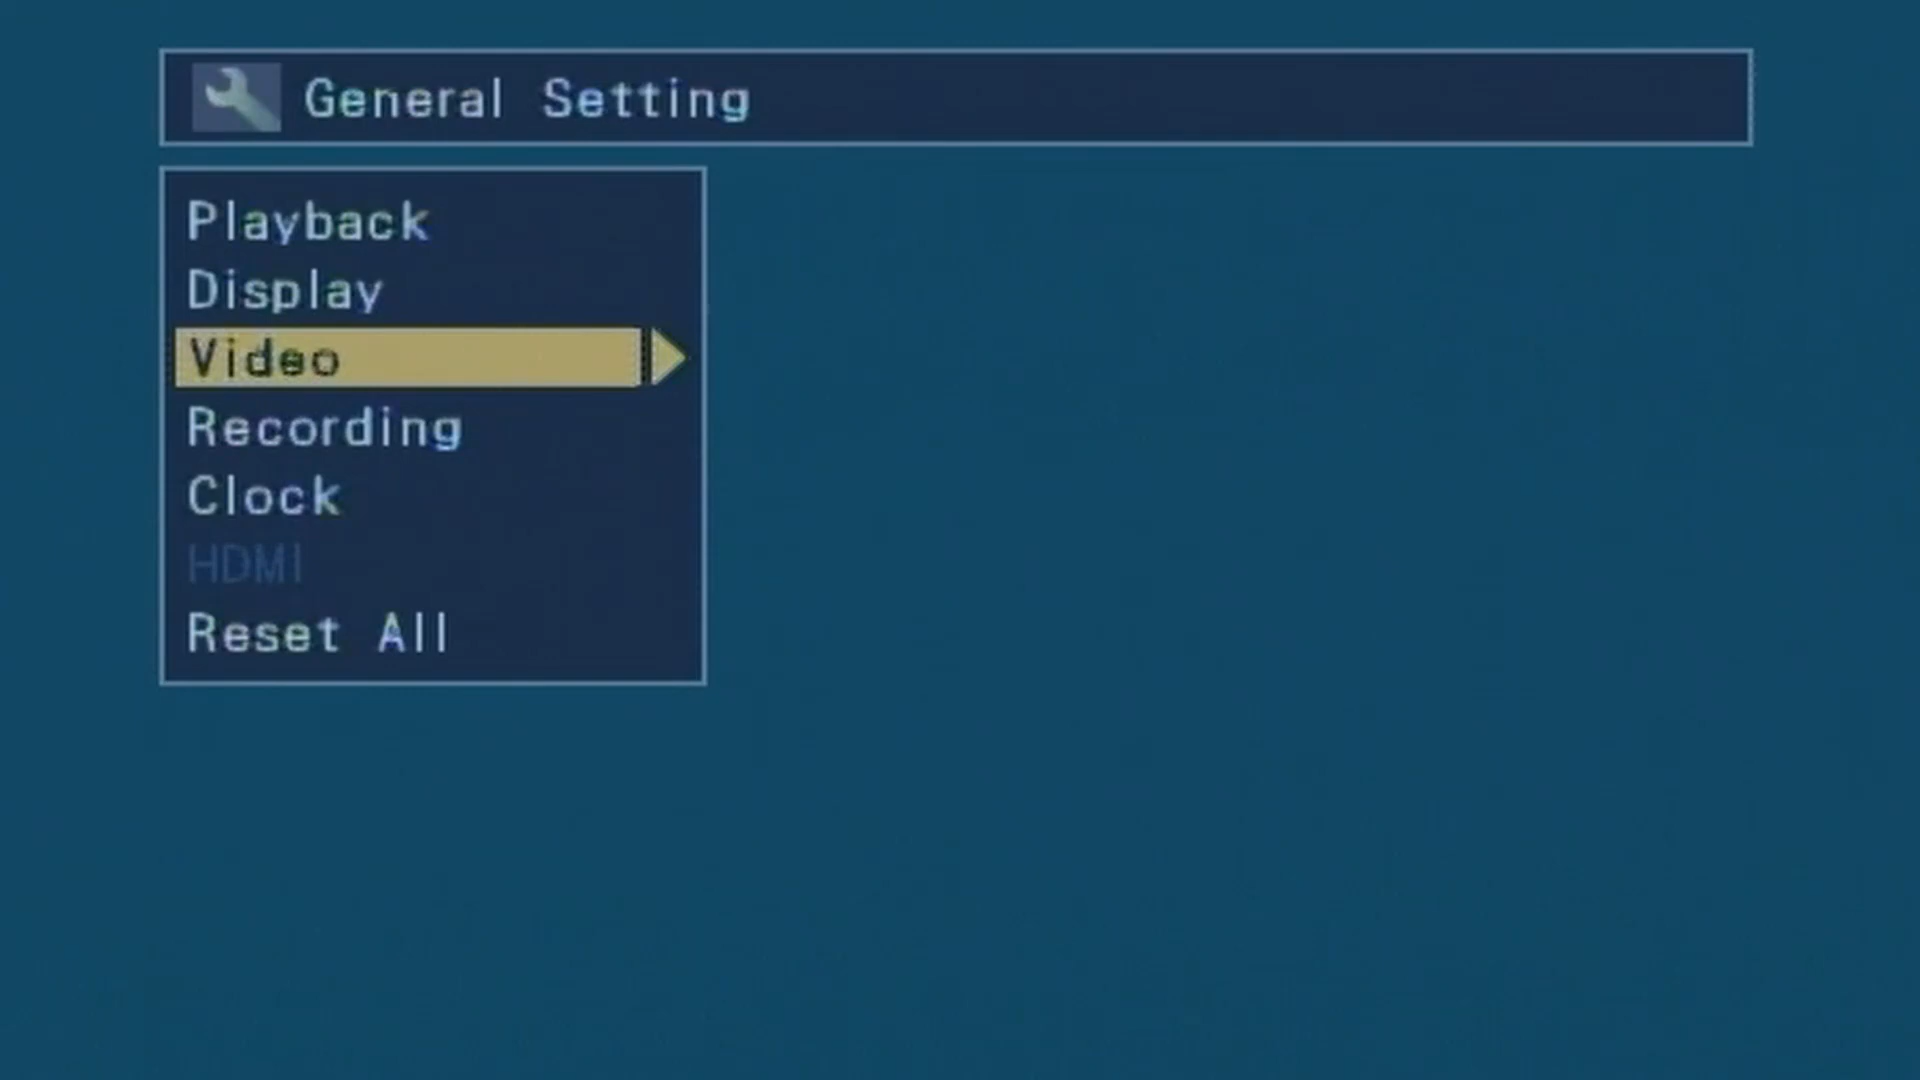 General Setting
Playback
Display
Video
Recording
Clock
HDMI
Reset All